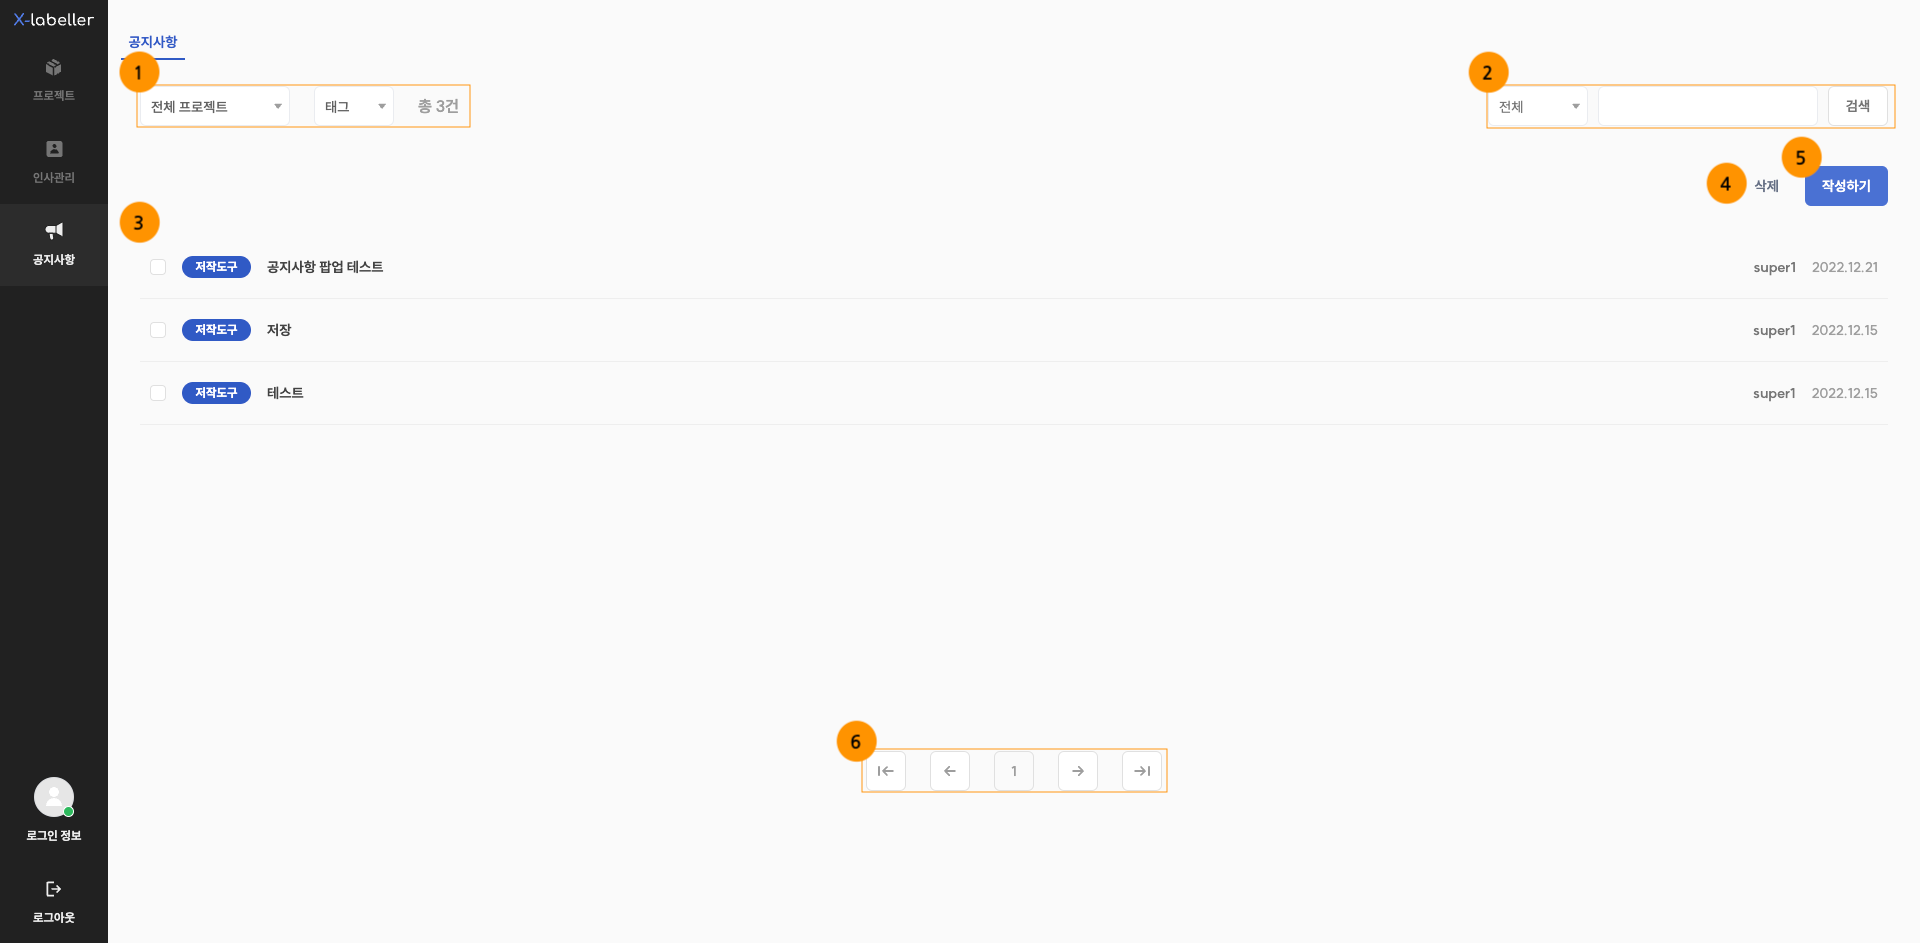 X-labeller
프로젝트
인사관리
공지사항
로그인 정보
로그아웃
공지사항
1
전체 프로젝트
태그
총 3건
2
전체
검색
4
삭제
5
작성하기
3
저작도구 공지사항 팝업 테스트 super1 2022.12.21
저작도구 저장 super1 2022.12.15
저작도구 테스트 super1 2022.12.15
6
1